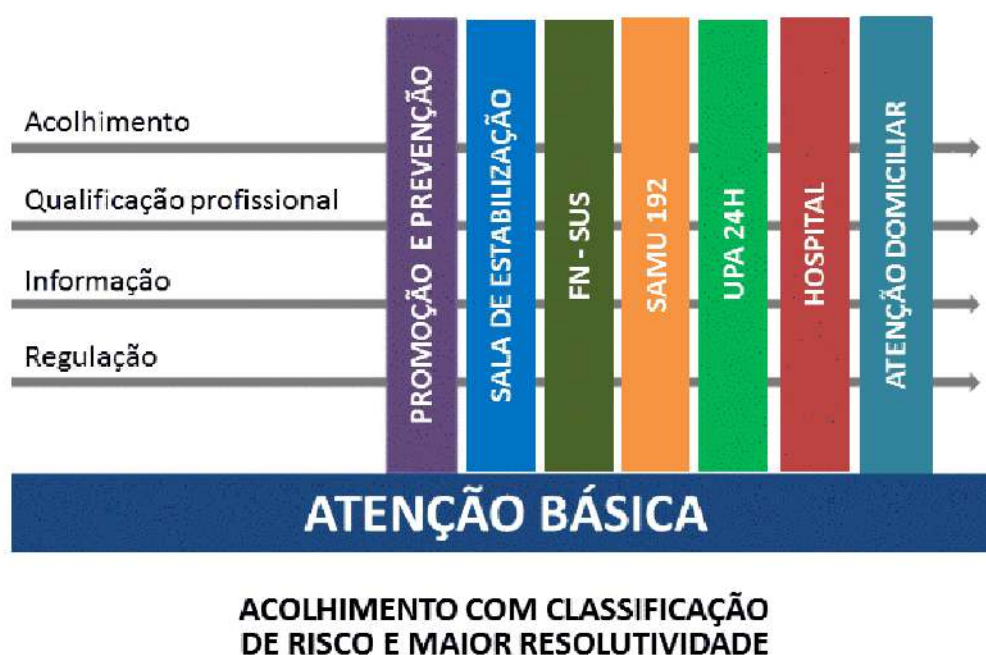 Acolhimento
Qualificação profissional
Informação
Regulação
PROMOÇÃO E PREVENÇÃO
SALA DE ESTABILIZAÇÃO
FN - SUS
SAMU 192
UPA 24H
HOSPITAL
ATENÇÃO DOMICILIAR
ATENÇÃO BÁSICA
ACOLHIMENTO COM CLASSIFICAÇÃO
DE RISCO E MAIOR RESOLUTIVIDADE